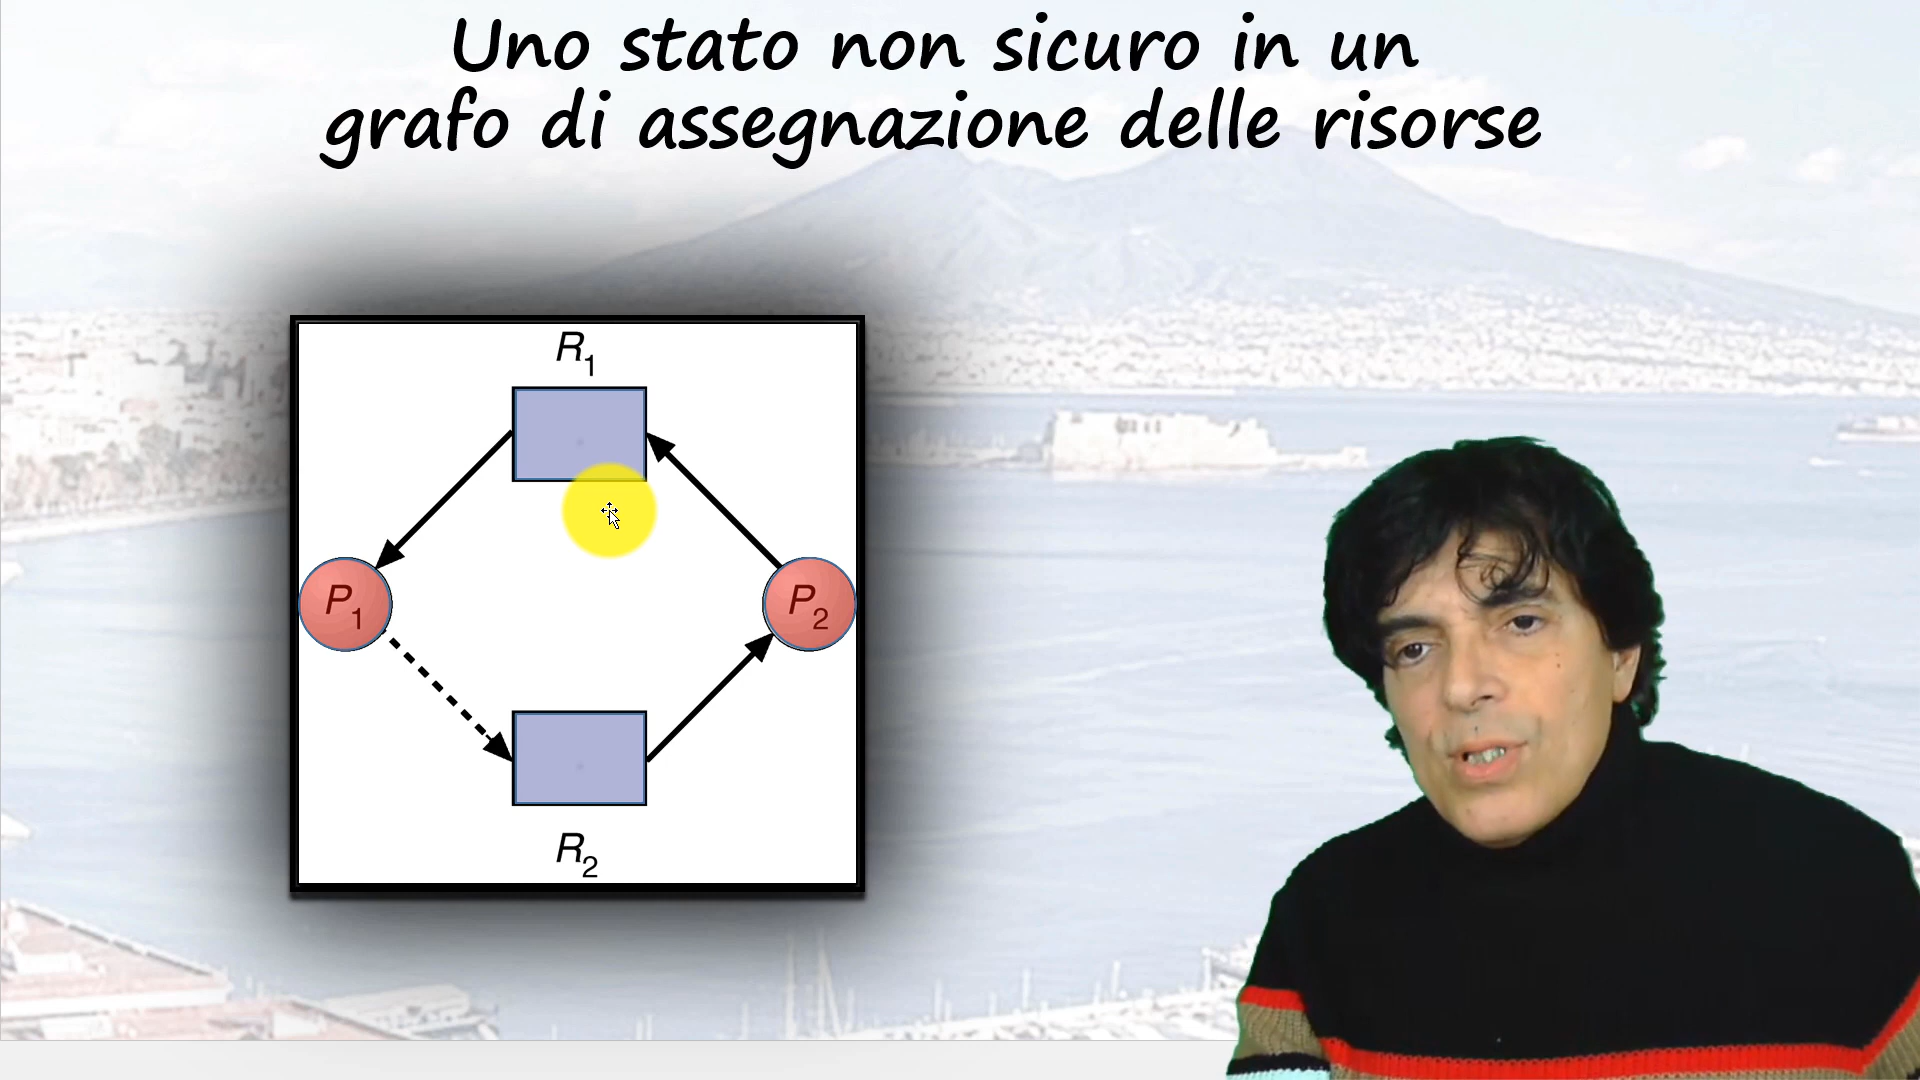 Uno stato non sicuro in un
grafo di assegnazione delle risorse
R1
P1
P2
R2